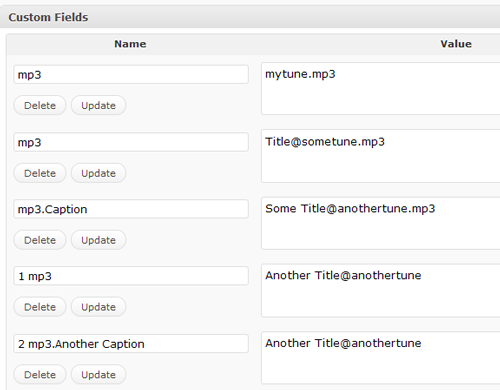 Custom Fields
Name Value
mp3 mytune.mp3
Delete Update
mp3 Title@sometune.mp3
Delete Update
mp3.Caption Some Title@anothertune.mp3
Delete Update
1 mp3 Another Title@anothertune
Delete Update
2 mp3.Another Caption Another Title@anothertune
Delete Update